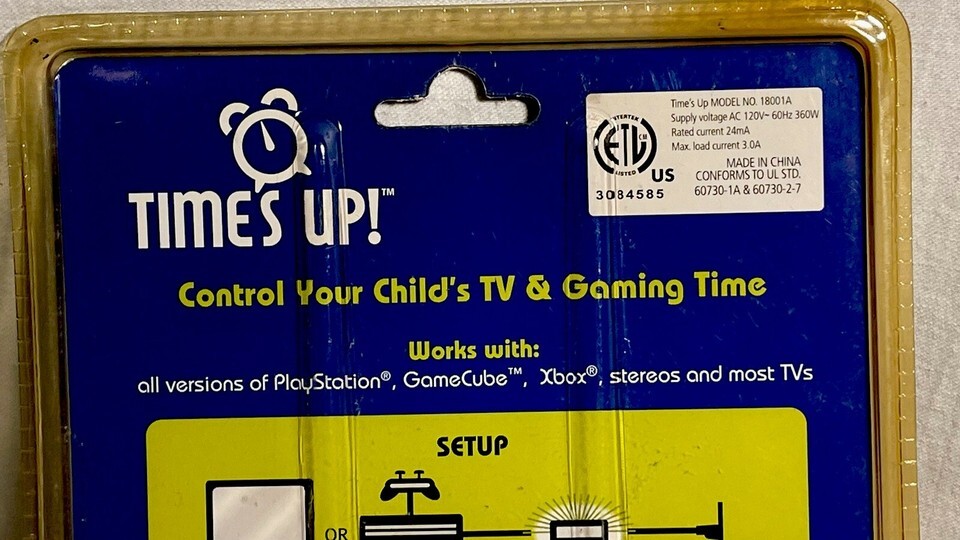 TIME'S UP!™
Time's Up MODEL NO. 18001A
Supply voltage AC 120V~ 60Hz 360W
Rated current 24mA
Max. load current 3.0A
INTERTEK
ETL CM
LISTED
US
3084585
MADE IN CHINA
CONFORMS TO UL STD.
60730-1A & 60730-2-7
Control Your Child's TV & Gaming Time
Works with:
all versions of PlayStation®, GameCube™, Xbox®, stereos and most TVs
SETUP
OR